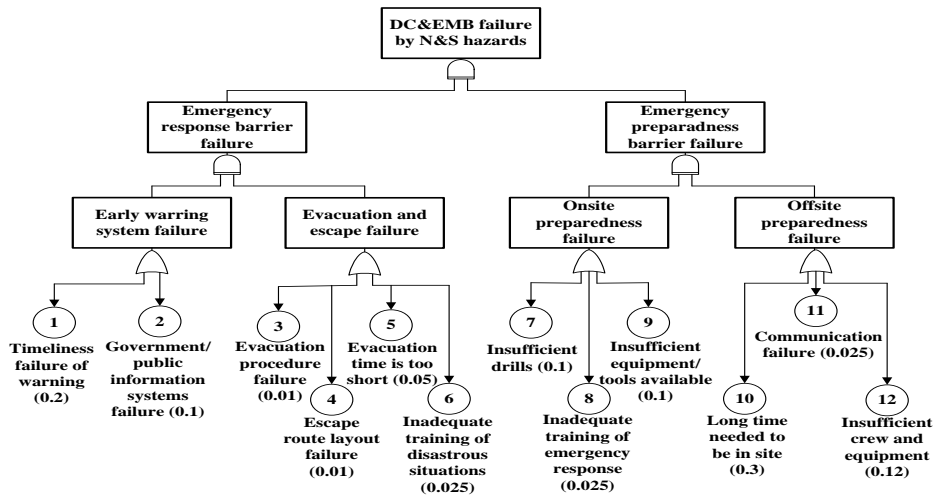 DC&EMB failure
by N&S hazards
Emergency
response barrier
failure
Emergency
preparadness
barrier failure
Early warring
system failure
Evacuation and
escape failure
Onsite
preparedness
failure
Offsite
preparedness
failure
1
Timeliness
failure of
warning
(0.2)
2
Government/
public
information
systems
failure (0.1)
3
Evacuation
procedure
failure
(0.01)
4
Escape
route layout
failure
(0.01)
5
Evacuation
time is too
short (0.05)
6
Inadequate
training of
disastrous
situations
(0.025)
7
Insufficient
drills (0.1)
8
Inadequate
training of
emergency
response
(0.025)
9
Insufficient
equipment/
tools available
(0.1)
10
Long time
needed to
be in site
(0.3)
11
Communication
failure (0.025)
12
Insufficient
crew and
equipment
(0.12)